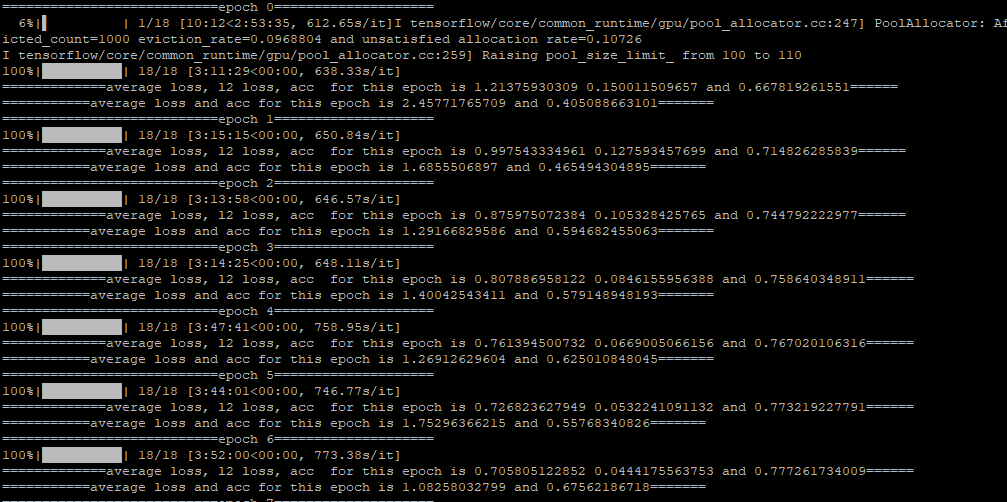 ===========================epoch 0====================
6%|█ | 1/18 [10:12<2:53:35, 612.65s/it]I tensorflow/core/common_runtime/gpu/pool_allocator.cc:247] PoolAllocator: Af
icted_count=1000 eviction_rate=0.0968804 and unsatisfied allocation rate=0.10726
I tensorflow/core/common_runtime/gpu/pool_allocator.cc:259] Raising pool_size_limit_ from 100 to 110
100%|██████████| 18/18 [3:11:29<00:00, 638.33s/it]
=============average loss, l2 loss, acc  for this epoch is 1.21375930309 0.150011509657 and 0.667819261551======
===========average loss and acc for this epoch is 2.45771765709 and 0.405088663101=======
===========================epoch 1====================
100%|██████████| 18/18 [3:15:15<00:00, 650.84s/it]
=============average loss, l2 loss, acc  for this epoch is 0.997543334961 0.127593457699 and 0.714826285839======
===========average loss and acc for this epoch is 1.6855506897 and 0.465494304895=======
===========================epoch 2====================
100%|██████████| 18/18 [3:13:58<00:00, 646.57s/it]
=============average loss, l2 loss, acc  for this epoch is 0.875975072384 0.105328425765 and 0.744792222977======
===========average loss and acc for this epoch is 1.29166829586 and 0.594682455063=======
===========================epoch 3====================
100%|██████████| 18/18 [3:14:25<00:00, 648.11s/it]
=============average loss, l2 loss, acc  for this epoch is 0.807886958122 0.0846155956388 and 0.758640348911======
===========average loss and acc for this epoch is 1.40042543411 and 0.579148948193=======
===========================epoch 4====================
100%|██████████| 18/18 [3:47:41<00:00, 758.95s/it]
=============average loss, l2 loss, acc  for this epoch is 0.761394500732 0.0669005066156 and 0.767020106316======
===========average loss and acc for this epoch is 1.26912629604 and 0.625010848045=======
===========================epoch 5====================
100%|██████████| 18/18 [3:44:01<00:00, 746.77s/it]
=============average loss, l2 loss, acc  for this epoch is 0.726823627949 0.0532241091132 and 0.773219227791======
===========average loss and acc for this epoch is 1.75296366215 and 0.55768340826=======
===========================epoch 6====================
100%|██████████| 18/18 [3:52:00<00:00, 773.38s/it]
=============average loss, l2 loss, acc  for this epoch is 0.705805122852 0.0444175563753 and 0.777261734009======
===========average loss and acc for this epoch is 1.08258032799 and 0.67562186718=======